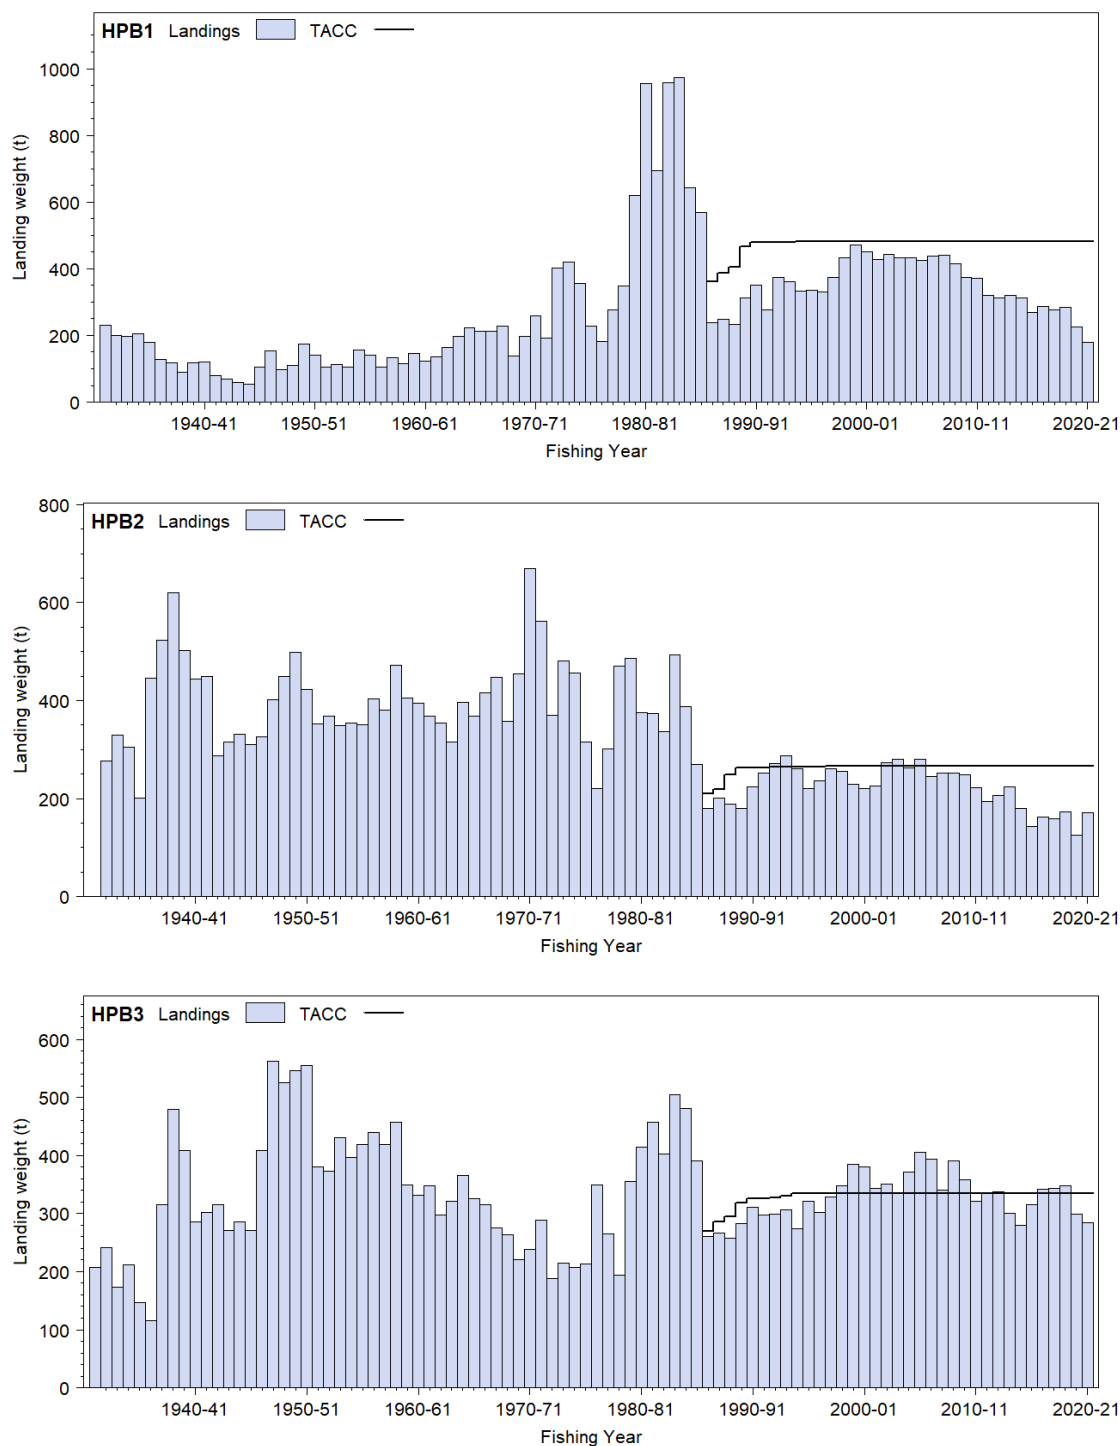 HPB1 Landings TACC
1000
800
600
400
200
0
Landing weight (t)
1940-41 1950-51 1960-61 1970-71 1980-81 1990-91 2000-01 2010-11 2020-21
Fishing Year
HPB2 Landings TACC
800
600
400
200
0
Landing weight (t)
1940-41 1950-51 1960-61 1970-71 1980-81 1990-91 2000-01 2010-11 2020-21
Fishing Year
HPB3 Landings TACC
600
500
400
300
200
100
0
Landing weight (t)
1940-41 1950-51 1960-61 1970-71 1980-81 1990-91 2000-01 2010-11 2020-21
Fishing Year